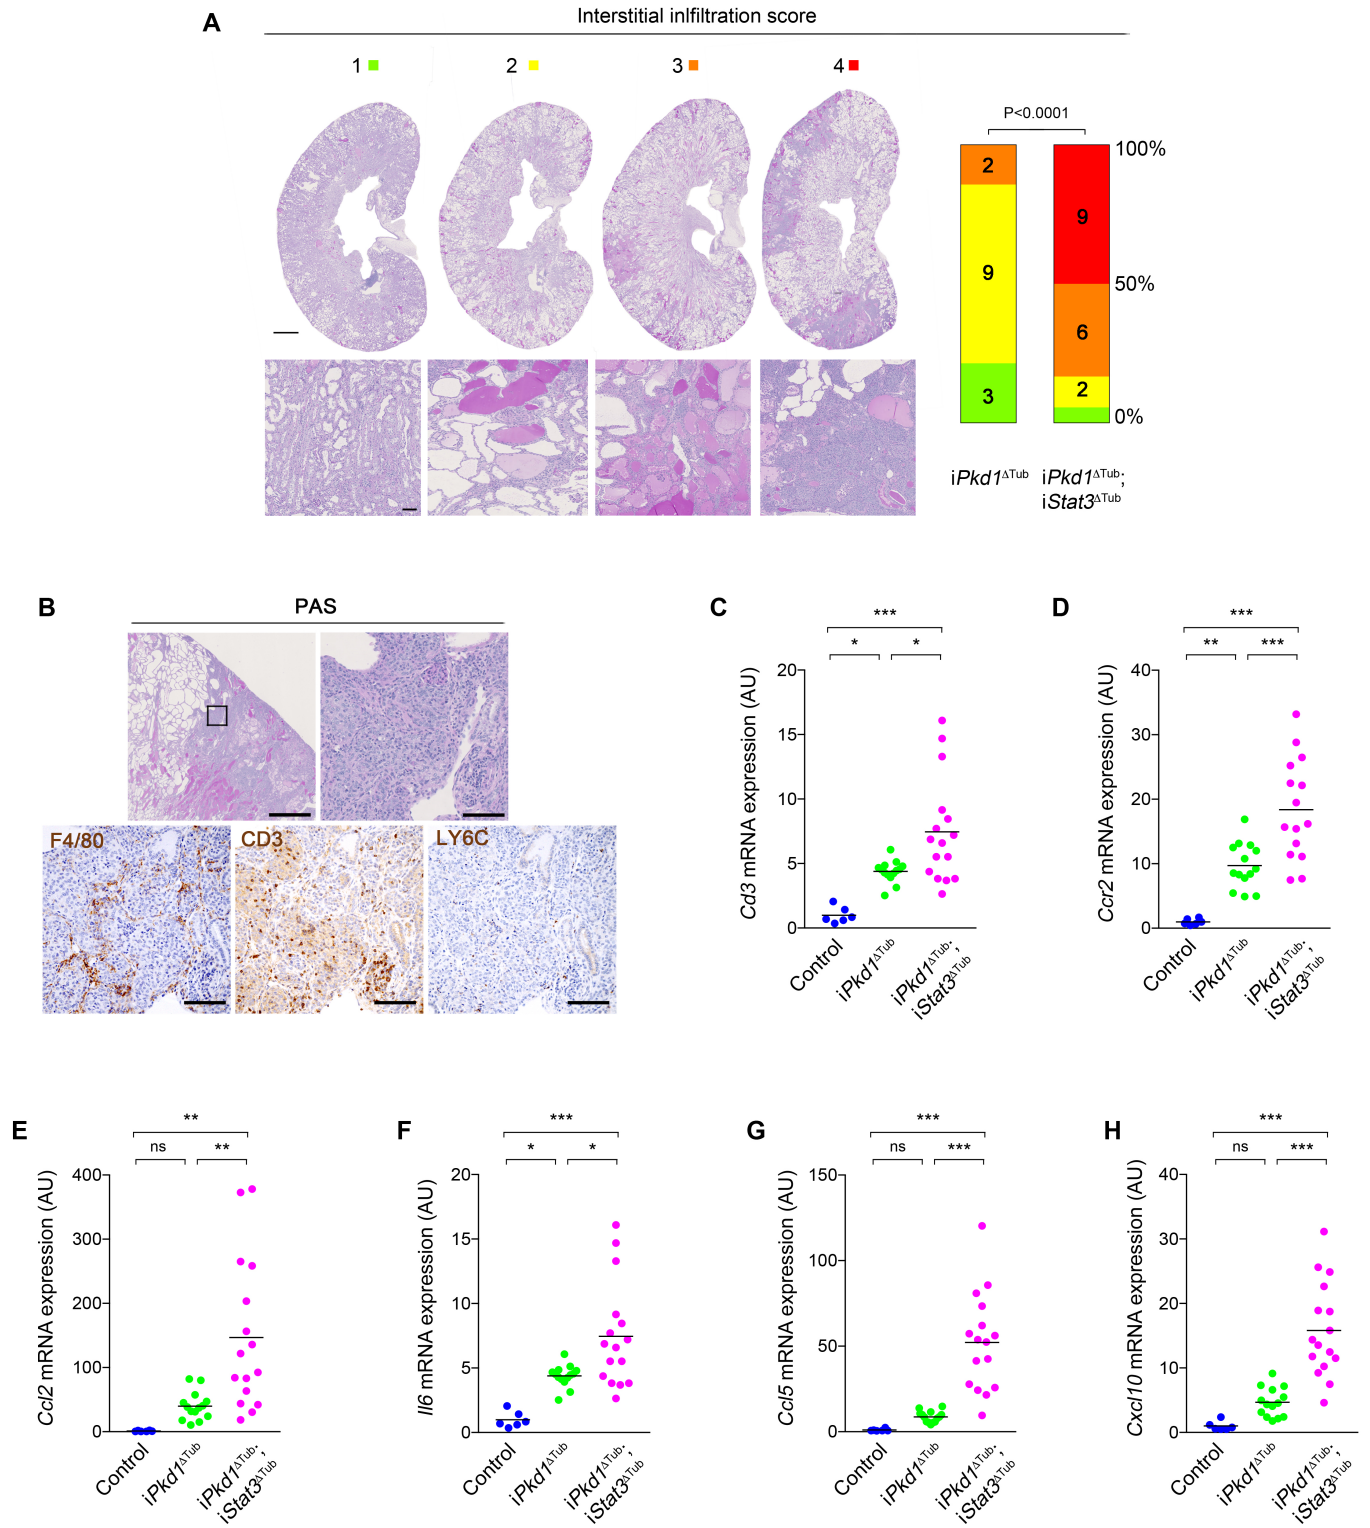 A
Interstitial inlfiltration score
1
2
3
4
P<0.0001
2
9
3
9
6
2
100%
50%
0%
iPkd1ΔTub
iPkd1ΔTub;
iStat3ΔTub
B
PAS
F4/80
CD3
LY6C
C
***
*
*
Cd3 mRNA expression (AU)
20
15
10
5
0
Control
iPkd1ΔTub
iPkd1ΔTub;
iStat3ΔTub
D
***
**
***
Ccr2 mRNA expression (AU)
40
30
20
10
0
Control
iPkd1ΔTub
iPkd1ΔTub;
iStat3ΔTub
E
**
ns
**
Ccl2 mRNA expression (AU)
400
300
200
100
0
Control
iPkd1ΔTub
iPkd1ΔTub;
iStat3ΔTub
F
***
*
*
Il6 mRNA expression (AU)
20
15
10
5
0
Control
iPkd1ΔTub
iPkd1ΔTub;
iStat3ΔTub
G
***
ns
***
Ccl5 mRNA expression (AU)
150
100
50
0
Control
iPkd1ΔTub
iPkd1ΔTub;
iStat3ΔTub
H
***
ns
***
Cxcl10 mRNA expression (AU)
40
30
20
10
0
Control
iPkd1ΔTub
iPkd1ΔTub;
iStat3ΔTub